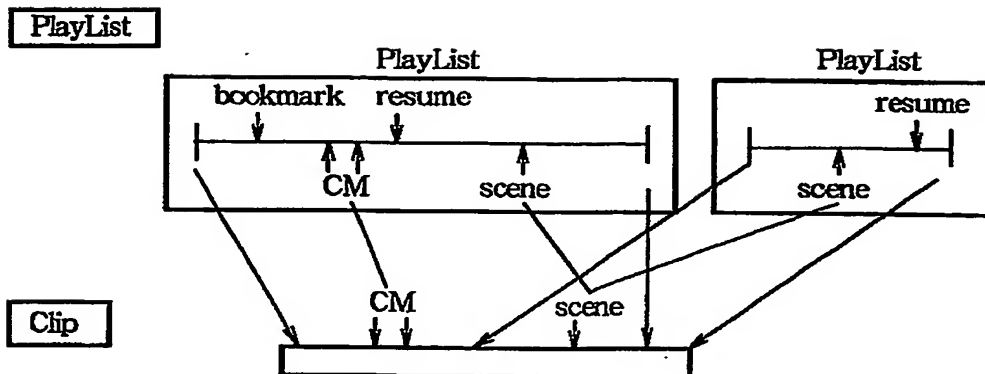 PlayList
PlayList
PlayList
bookmark resume
resume
CM
scene
scene
CM
scene
Clip